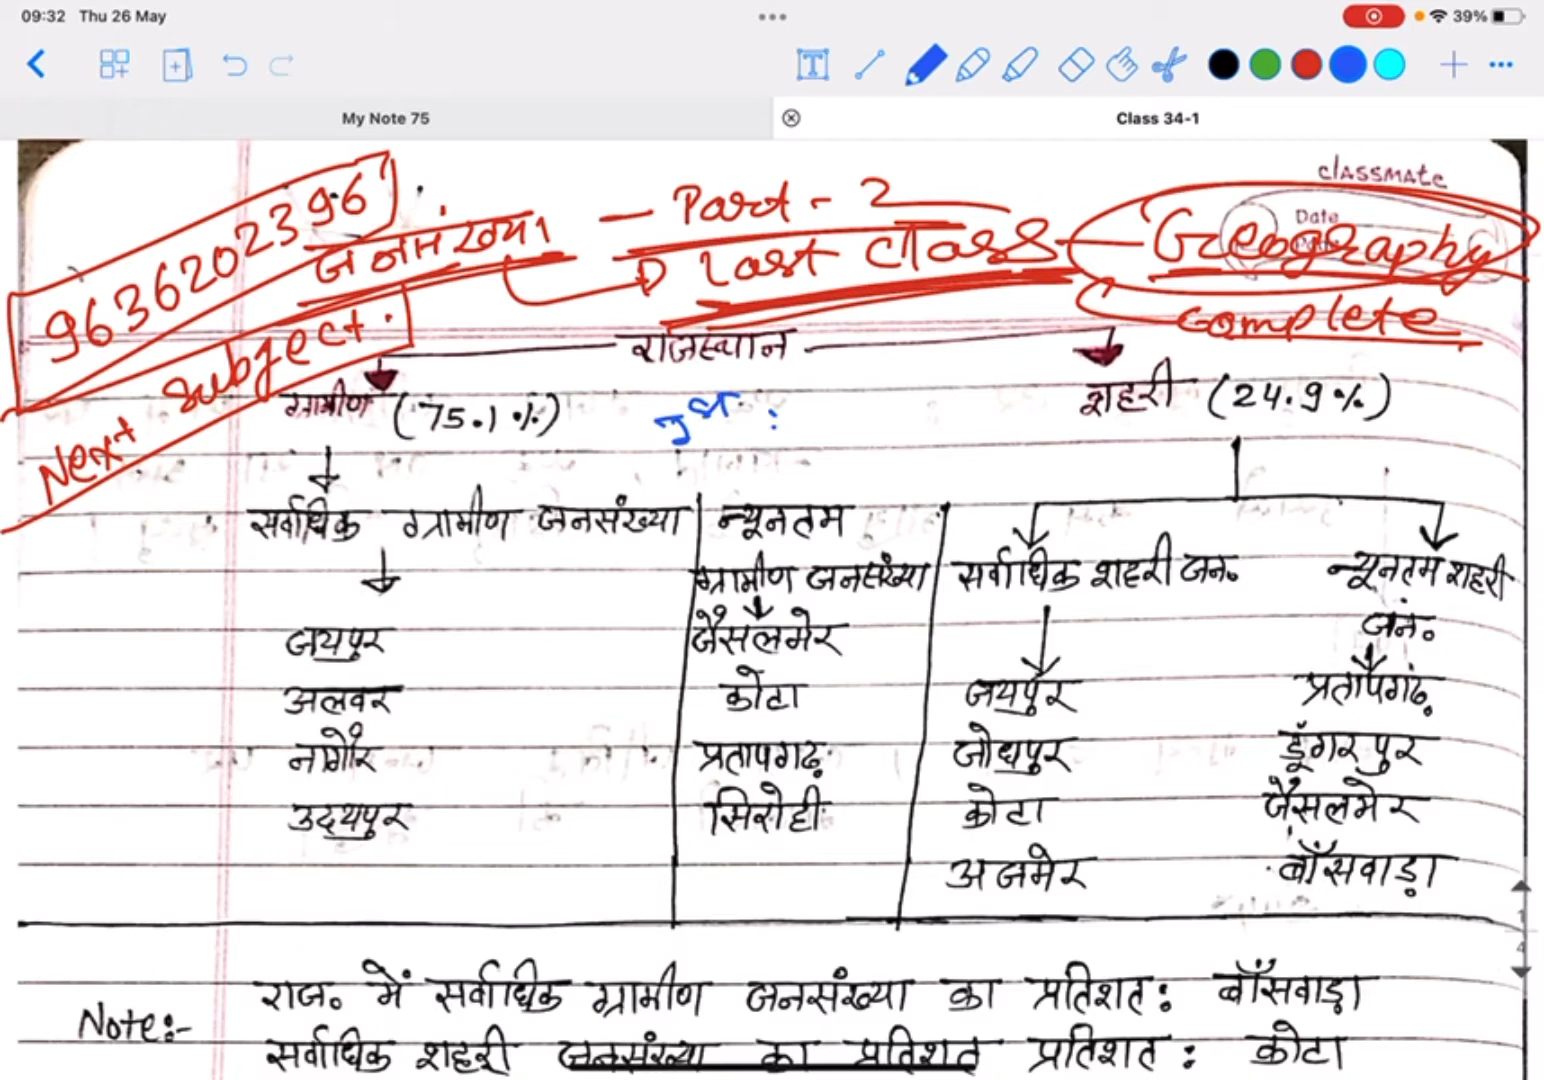 09:32 Thu 26 May
39%
My Note 75
Class 34-1
classmate
Date
9636202396
जनसंख्या — Part - 2
Last Class — Geography
Complete
Next Subject.
राजस्थान
ग्रामीण (75.1%)
शहरी (24.9%)
सर्वाधिक ग्रामीण जनसंख्या
जयपुर
अलवर
नागौर
उदयपुर
न्यूनतम
ग्रामीण जनसंख्या
जैसलमेर
कोटा
प्रतापगढ़
सिरोही
सर्वाधिक शहरी जन.
जयपुर
जोधपुर
कोटा
अजमेर
न्यूनतम शहरी
जन.
प्रतापगढ़
डूंगरपुर
जैसलमेर
बाँसवाड़ा
Note:- राज. में सर्वाधिक ग्रामीण जनसंख्या का प्रतिशत: बाँसवाड़ा
सर्वाधिक शहरी जनसंख्या का प्रतिशत प्रतिशत: कोटा